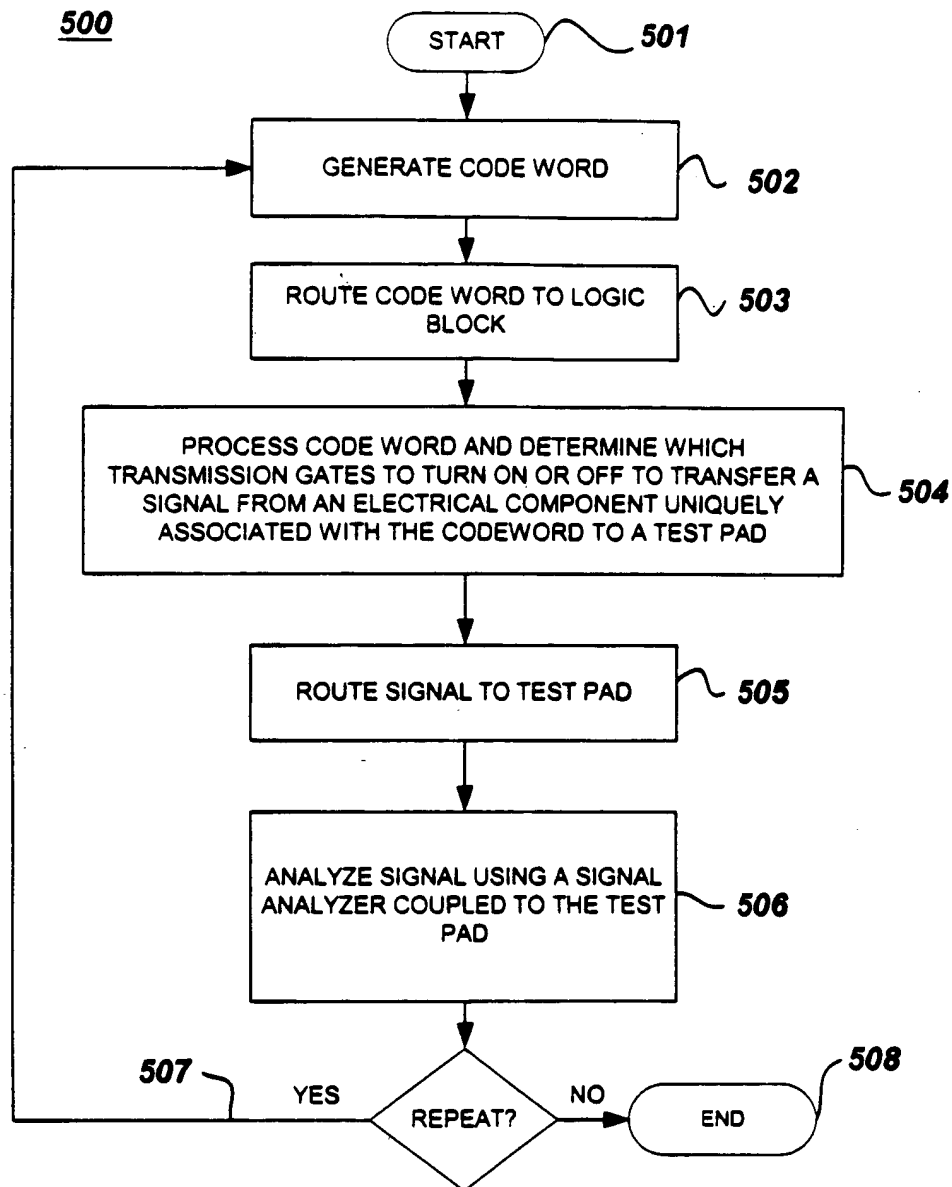 500
START
501
GENERATE CODE WORD
502
ROUTE CODE WORD TO LOGIC
BLOCK
503
PROCESS CODE WORD AND DETERMINE WHICH
TRANSMISSION GATES TO TURN ON OR OFF TO TRANSFER A
SIGNAL FROM AN ELECTRICAL COMPONENT UNIQUELY
ASSOCIATED WITH THE CODEWORD TO A TEST PAD
504
ROUTE SIGNAL TO TEST PAD
505
ANALYZE SIGNAL USING A SIGNAL
ANALYZER COUPLED TO THE TEST
PAD
506
507
YES
REPEAT?
NO
END
508